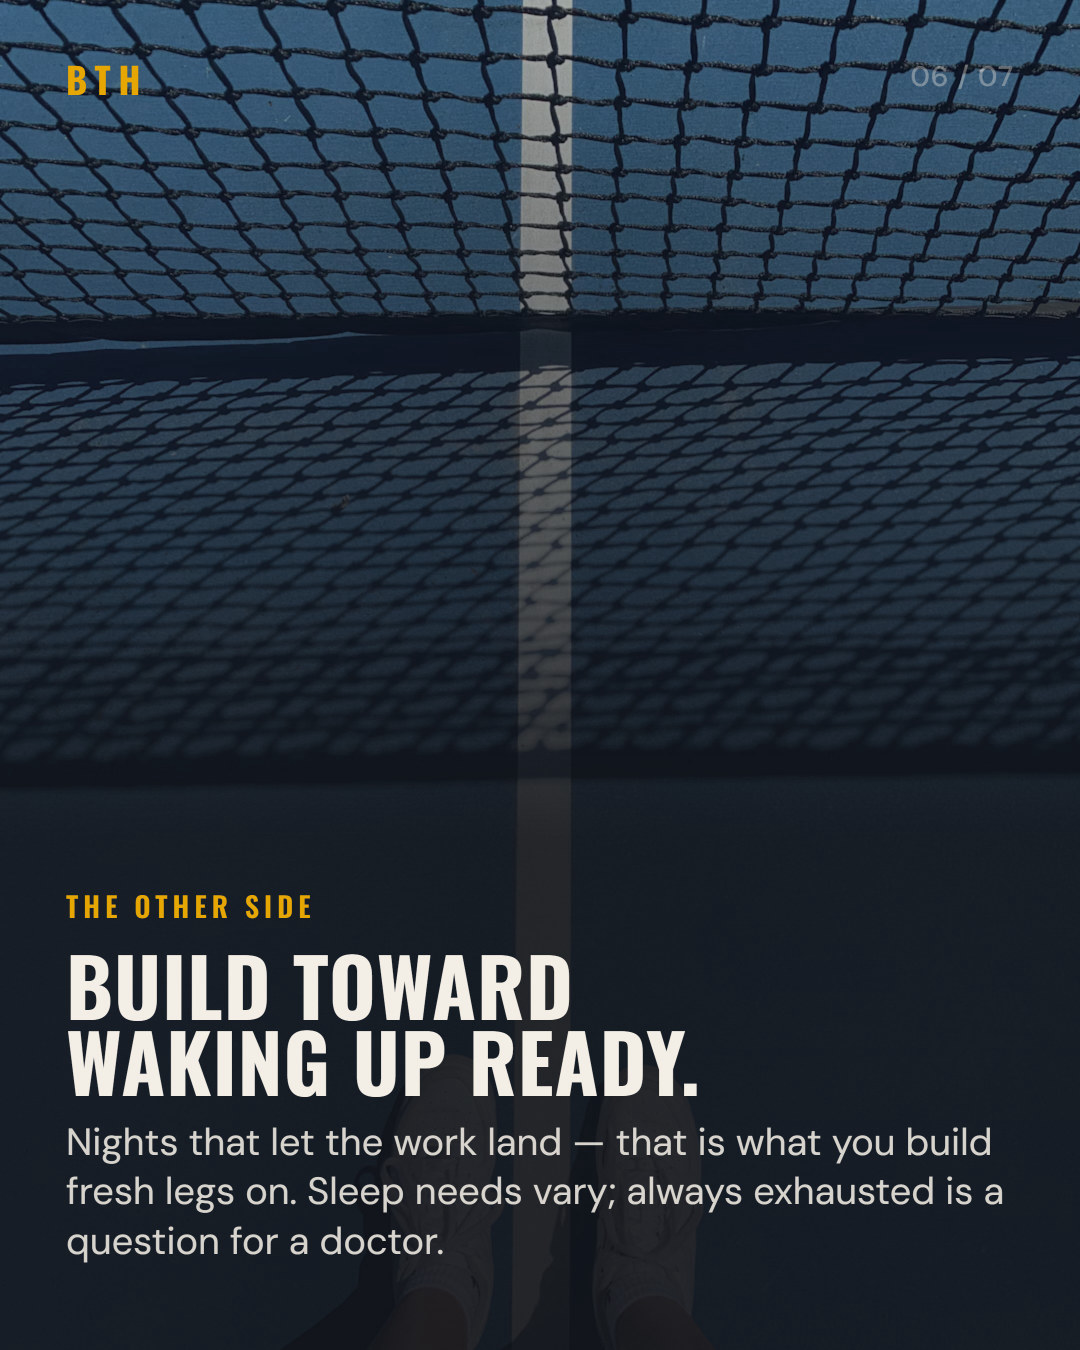 BTH
06 / 07
THE OTHER SIDE
BUILD TOWARD
WAKING UP READY.
Nights that let the work land — that is what you build
fresh legs on. Sleep needs vary; always exhausted is a
question for a doctor.